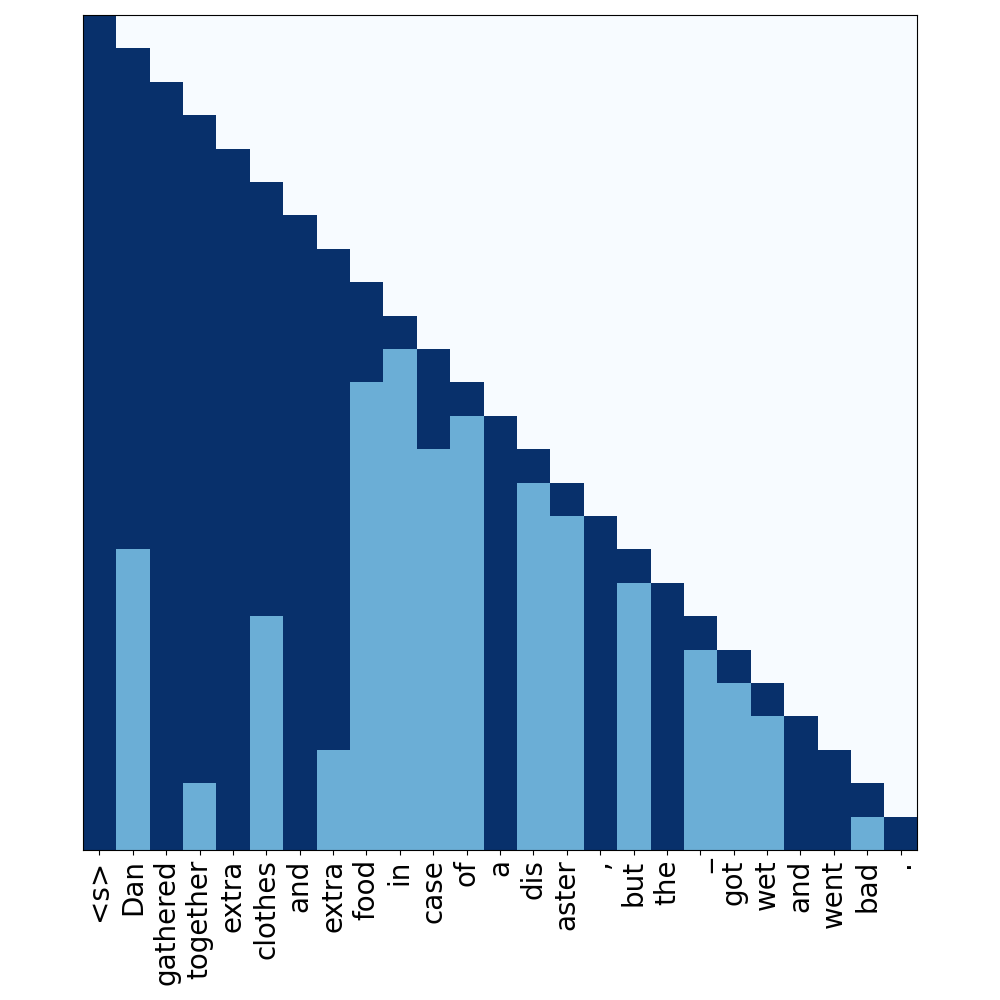 <s> Dan gathered together extra clothes and extra food in case of a dis aster , but the _ got wet and went bad .